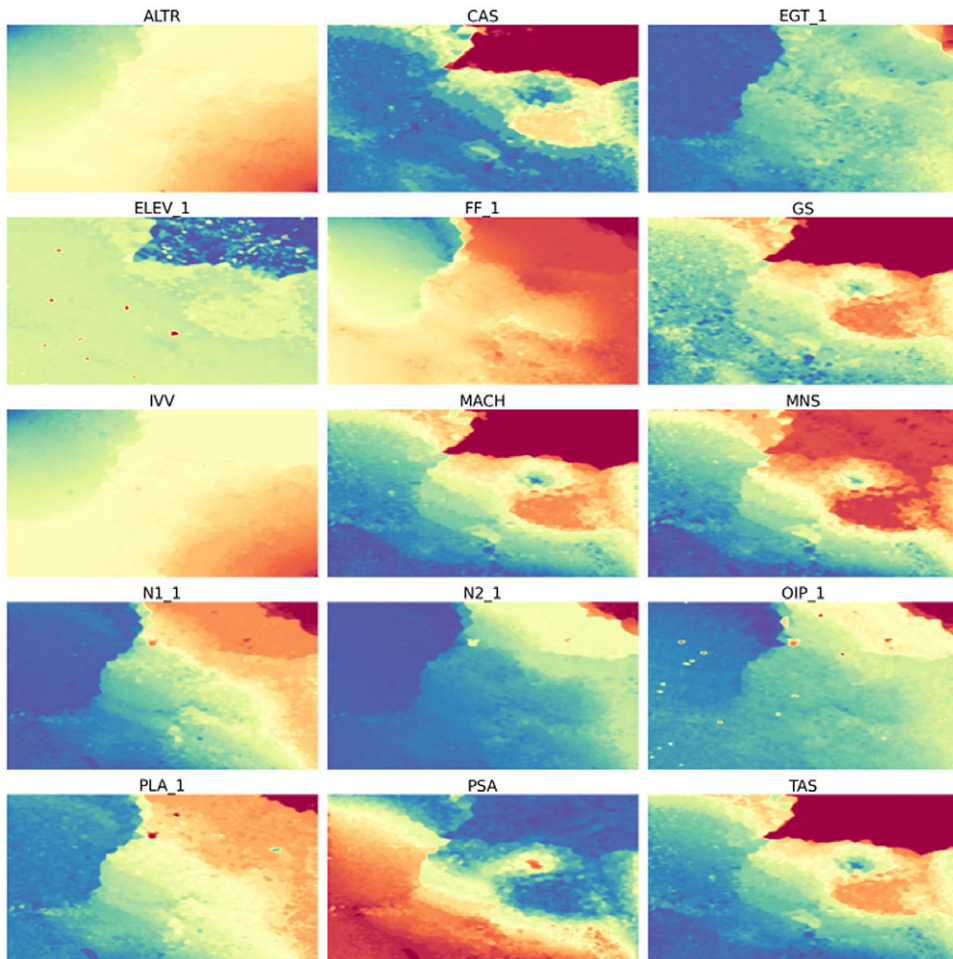 ALTR CAS EGT_1
ELEV_1 FF_1 GS
IVV MACH MNS
N1_1 N2_1 OIP_1
PLA_1 PSA TAS